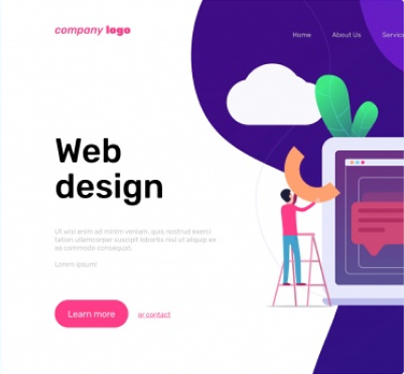 company logo
Home About Us Service
Web
design
Ut wisi enim ad minim veniam, quis nostrud exerci
tation ullamcorper suscipit lobortis nisl ut aliquip ex
ea commodo consequat.
Lorem ipsum!
Learn more
or contact